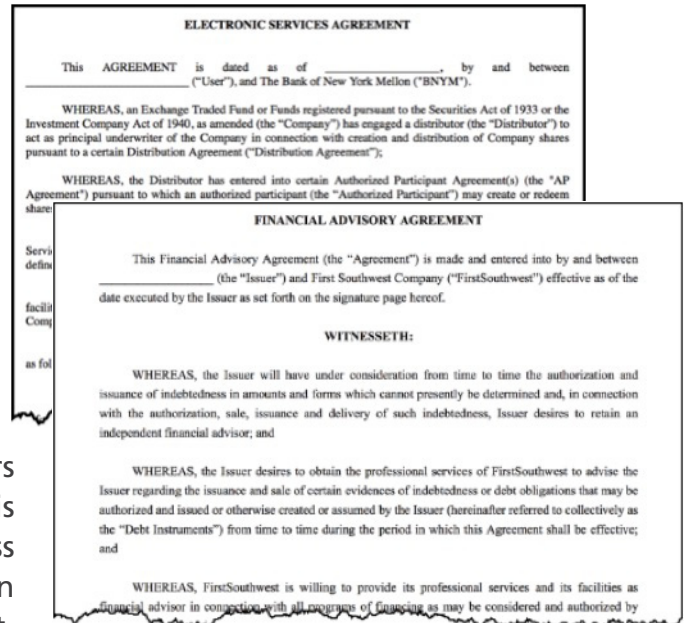 ELECTRONIC SERVICES AGREEMENT
This AGREEMENT is dated as of _______________, by and between
_____________________ ("User"), and The Bank of New York Mellon ("BNYM").
WHEREAS, an Exchange Traded Fund or Funds registered pursuant to the Securities Act of 1933 or the
Investment Company Act of 1940, as amended (the "Company") has engaged a distributor (the "Distributor") to
act as principal underwriter of the Company in connection with creation and distribution of Company shares
pursuant to a certain Distribution Agreement ("Distribution Agreement");
WHEREAS, the Distributor has entered into certain Authorized Participant Agreement(s) (the "AP
Agreement") pursuant to which an authorized participant (the "Authorized Participant") may create or redeem
share
Servi
defin
facilit
Comp
as fol
FINANCIAL ADVISORY AGREEMENT
This Financial Advisory Agreement (the "Agreement") is made and entered into by and between
_______________ (the "Issuer") and First Southwest Company ("FirstSouthwest") effective as of the
date executed by the Issuer as set forth on the signature page hereof.
WITNESSETH:
WHEREAS, the Issuer will have under consideration from time to time the authorization and
issuance of indebtedness in amounts and forms which cannot presently be determined and, in connection
with the authorization, sale, issuance and delivery of such indebtedness, Issuer desires to retain an
independent financial advisor; and
WHEREAS, the Issuer desires to obtain the professional services of FirstSouthwest to advise the
Issuer regarding the issuance and sale of certain evidences of indebtedness or debt obligations that may be
authorized and issued or otherwise created or assumed by the Issuer (hereinafter referred to collectively as
the "Debt Instruments") from time to time during the period in which this Agreement shall be effective;
and
WHEREAS, FirstSouthwest is willing to provide its professional services and its facilities as
financial advisor in connection with all programs of financing as may be considered and authorized by
rs
s
ss
n